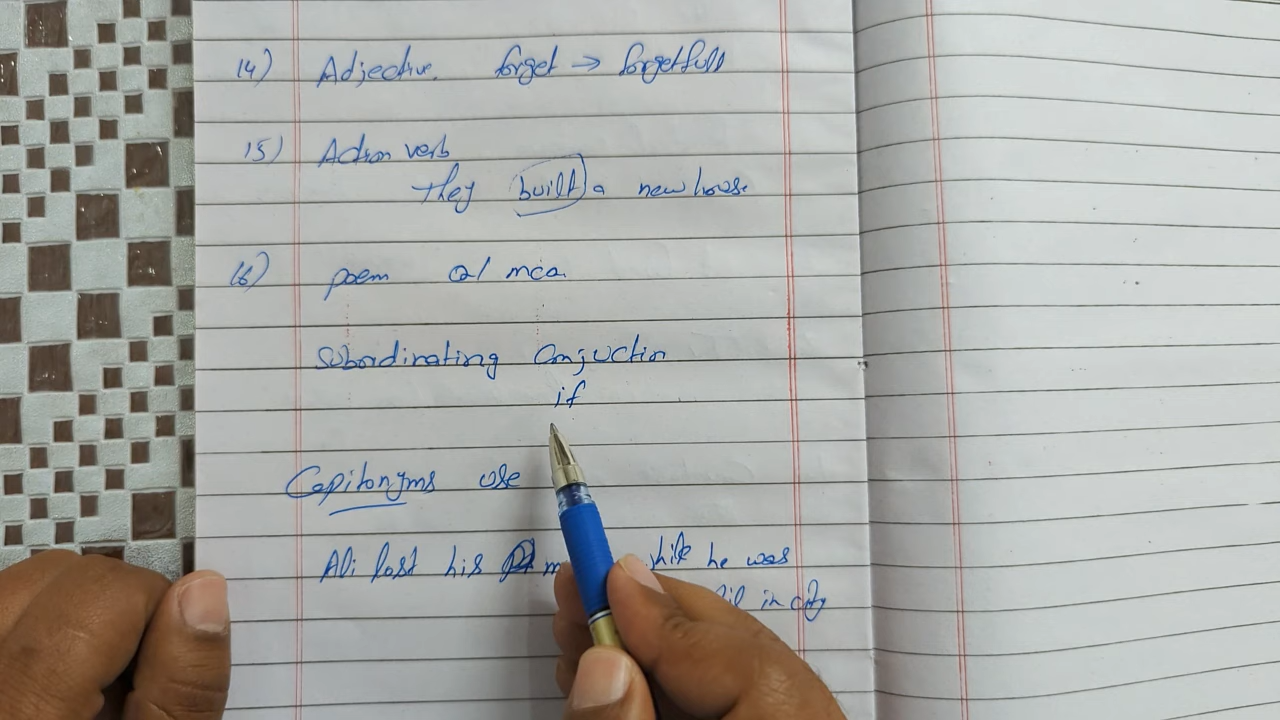 14) Adjective. forget → forgetfull
15) Action verb
They built a new house
16) poem Q/ mca
Subordinating Conjuction
if
Capitonyms use
Ali lost his while he was
in city